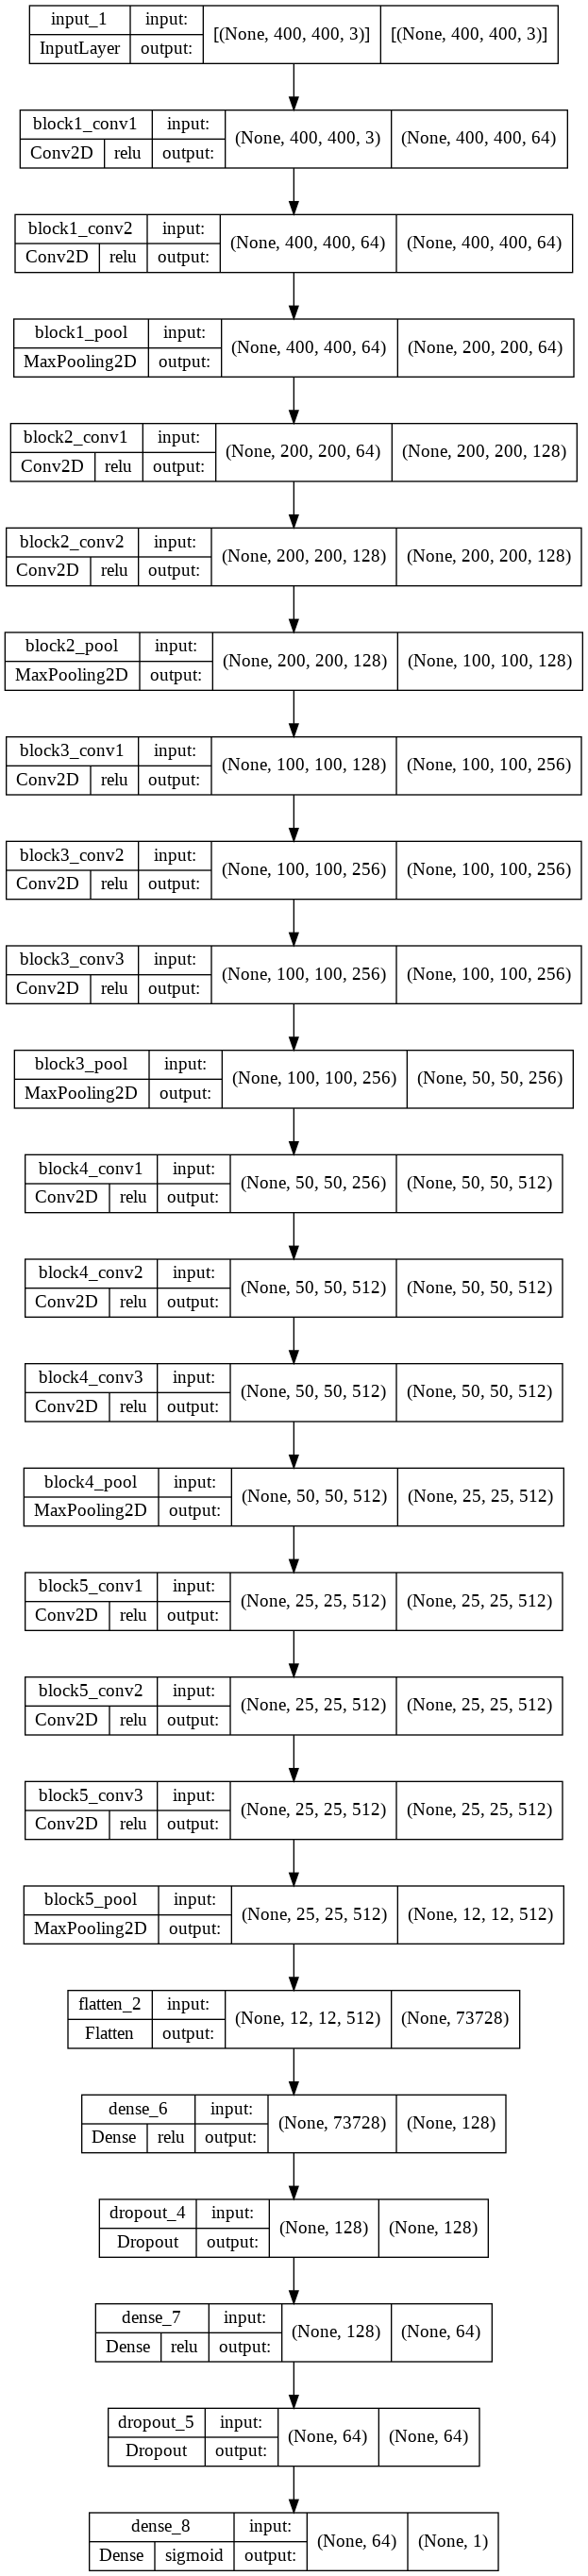 input_1 input: [(None, 400, 400, 3)] [(None, 400, 400, 3)]
InputLayer output:
block1_conv1 input: (None, 400, 400, 3) (None, 400, 400, 64)
Conv2D relu output:
block1_conv2 input: (None, 400, 400, 64) (None, 400, 400, 64)
Conv2D relu output:
block1_pool input: (None, 400, 400, 64) (None, 200, 200, 64)
MaxPooling2D output:
block2_conv1 input: (None, 200, 200, 64) (None, 200, 200, 128)
Conv2D relu output:
block2_conv2 input: (None, 200, 200, 128) (None, 200, 200, 128)
Conv2D relu output:
block2_pool input: (None, 200, 200, 128) (None, 100, 100, 128)
MaxPooling2D output:
block3_conv1 input: (None, 100, 100, 128) (None, 100, 100, 256)
Conv2D relu output:
block3_conv2 input: (None, 100, 100, 256) (None, 100, 100, 256)
Conv2D relu output:
block3_conv3 input: (None, 100, 100, 256) (None, 100, 100, 256)
Conv2D relu output:
block3_pool input: (None, 100, 100, 256) (None, 50, 50, 256)
MaxPooling2D output:
block4_conv1 input: (None, 50, 50, 256) (None, 50, 50, 512)
Conv2D relu output:
block4_conv2 input: (None, 50, 50, 512) (None, 50, 50, 512)
Conv2D relu output:
block4_conv3 input: (None, 50, 50, 512) (None, 50, 50, 512)
Conv2D relu output:
block4_pool input: (None, 50, 50, 512) (None, 25, 25, 512)
MaxPooling2D output:
block5_conv1 input: (None, 25, 25, 512) (None, 25, 25, 512)
Conv2D relu output:
block5_conv2 input: (None, 25, 25, 512) (None, 25, 25, 512)
Conv2D relu output:
block5_conv3 input: (None, 25, 25, 512) (None, 25, 25, 512)
Conv2D relu output:
block5_pool input: (None, 25, 25, 512) (None, 12, 12, 512)
MaxPooling2D output:
flatten_2 input: (None, 12, 12, 512) (None, 73728)
Flatten output:
dense_6 input: (None, 73728) (None, 128)
Dense relu output:
dropout_4 input: (None, 128) (None, 128)
Dropout output:
dense_7 input: (None, 128) (None, 64)
Dense relu output:
dropout_5 input: (None, 64) (None, 64)
Dropout output:
dense_8 input: (None, 64) (None, 1)
Dense sigmoid output: